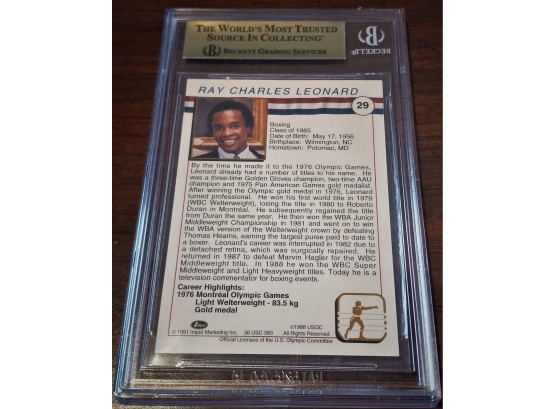 THE WORLD'S MOST TRUSTED
SOURCE IN COLLECTING™
BECKETT GRADING SERVICES
RAY CHARLES LEONARD
29
Boxing
Class of 1985
Date of Birth: May 17, 1956
Birthplace: Wilmington, NC
Hometown: Potomac, MD
By the time he made it to the 1976 Olympic Games,
Leonard already had a number of titles to his name. He
was a three-time Golden Gloves champion, two-time AAU
champion and 1975 Pan American Games gold medalist.
After winning the Olympic gold medal in 1976, Leonard
turned professional. He won his first world title in 1979
(WBC Welterweight), losing the title in 1980 to Roberto
Duran in Montréal. He subsequently regained the title
from Duran the same year. He then won the WBA Junior
Middleweight Championship in 1981 and went on to win
the WBA version of the Welterweight crown by defeating
Thomas Hearns, earning the largest purse paid to date to
a boxer. Leonard's career was interrupted in 1982 due to
a detached retina, which was surgically repaired. He
returned in 1987 to defeat Marvin Hagler for the WBC
Middleweight title. In 1988 he won the WBC Super
Middleweight and Light Heavyweight titles. Today he is a
television commentator for boxing events.
Career Highlights:
1976 Montréal Olympic Games
Light Welterweight - 83.5 kg
Gold medal
© 1991 Impel Marketing Inc. 36 USC 380
©1988 USOC
All Rights Reserved
Official Licensee of the U.S. Olympic Committee